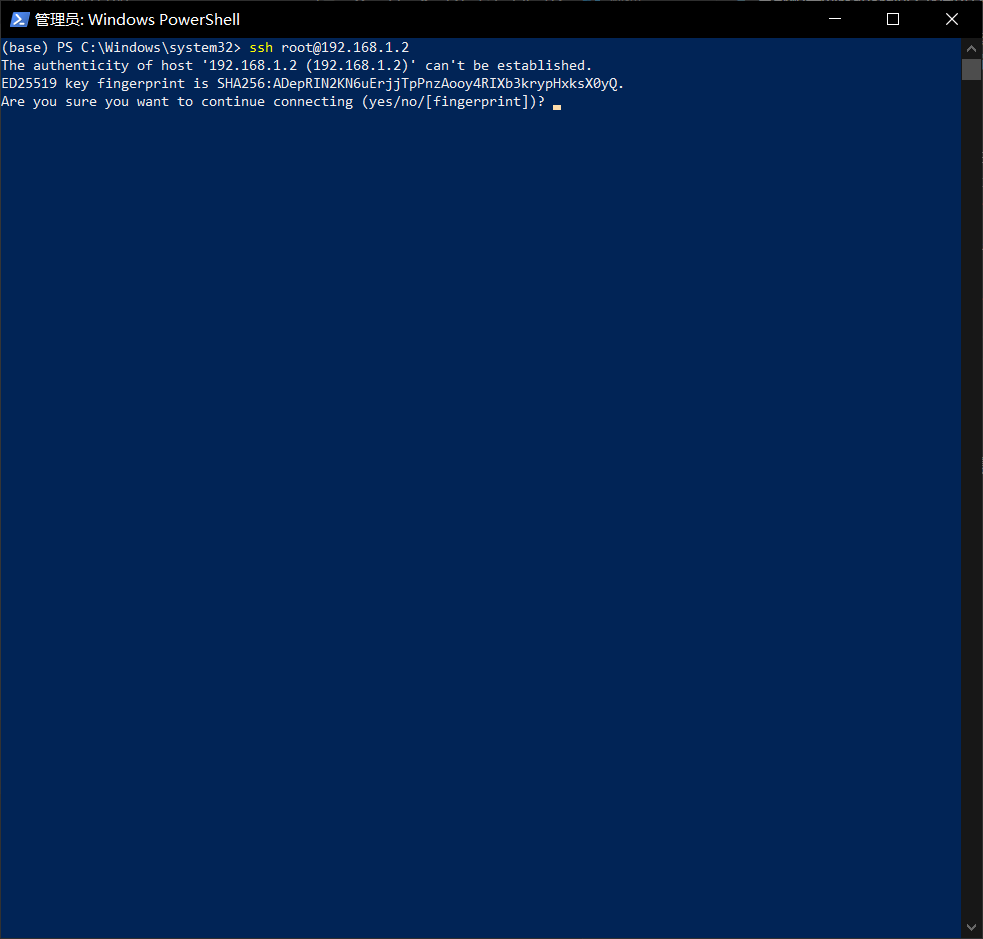 管理员: Windows PowerShell
(base) PS C:\Windows\system32> ssh root@192.168.1.2
The authenticity of host '192.168.1.2 (192.168.1.2)' can't be established.
ED25519 key fingerprint is SHA256:ADepRIN2KN6uErjjTpPnzAooy4RIXb3krypHxksX0yQ.
Are you sure you want to continue connecting (yes/no/[fingerprint])?